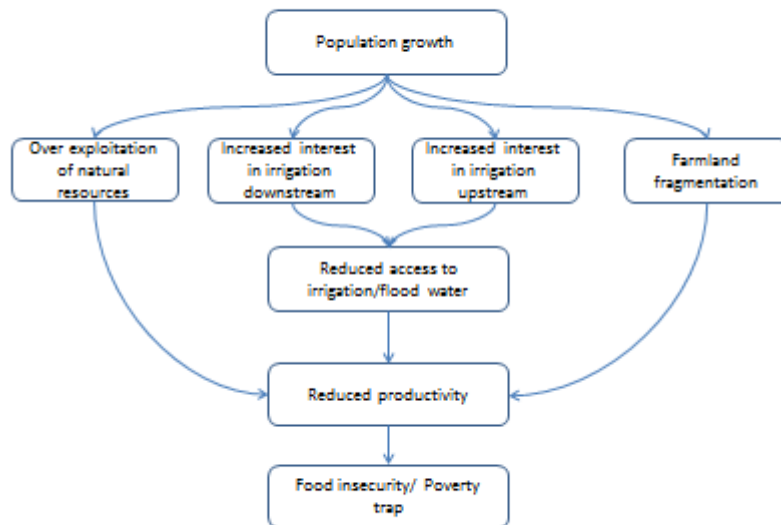 Population growth
Over exploitation
of natural
resources
Increased interest
in irrigation
downstream
Increased interest
in irrigation
upstream
Farmland
fragmentation
Reduced access to
irrigation/flood water
Reduced productivity
Food insecurity/ Poverty
trap